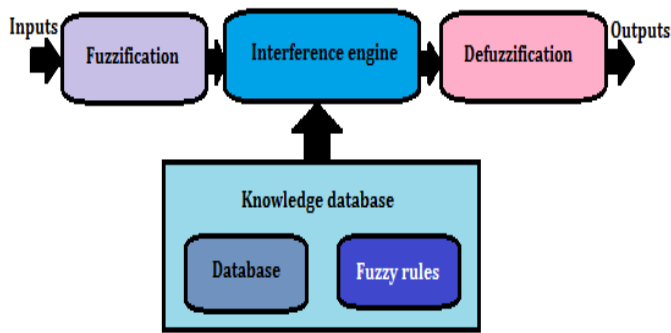 Inputs
Fuzzification
Interference engine
Defuzzification
Outputs
Knowledge database
Database
Fuzzy rules